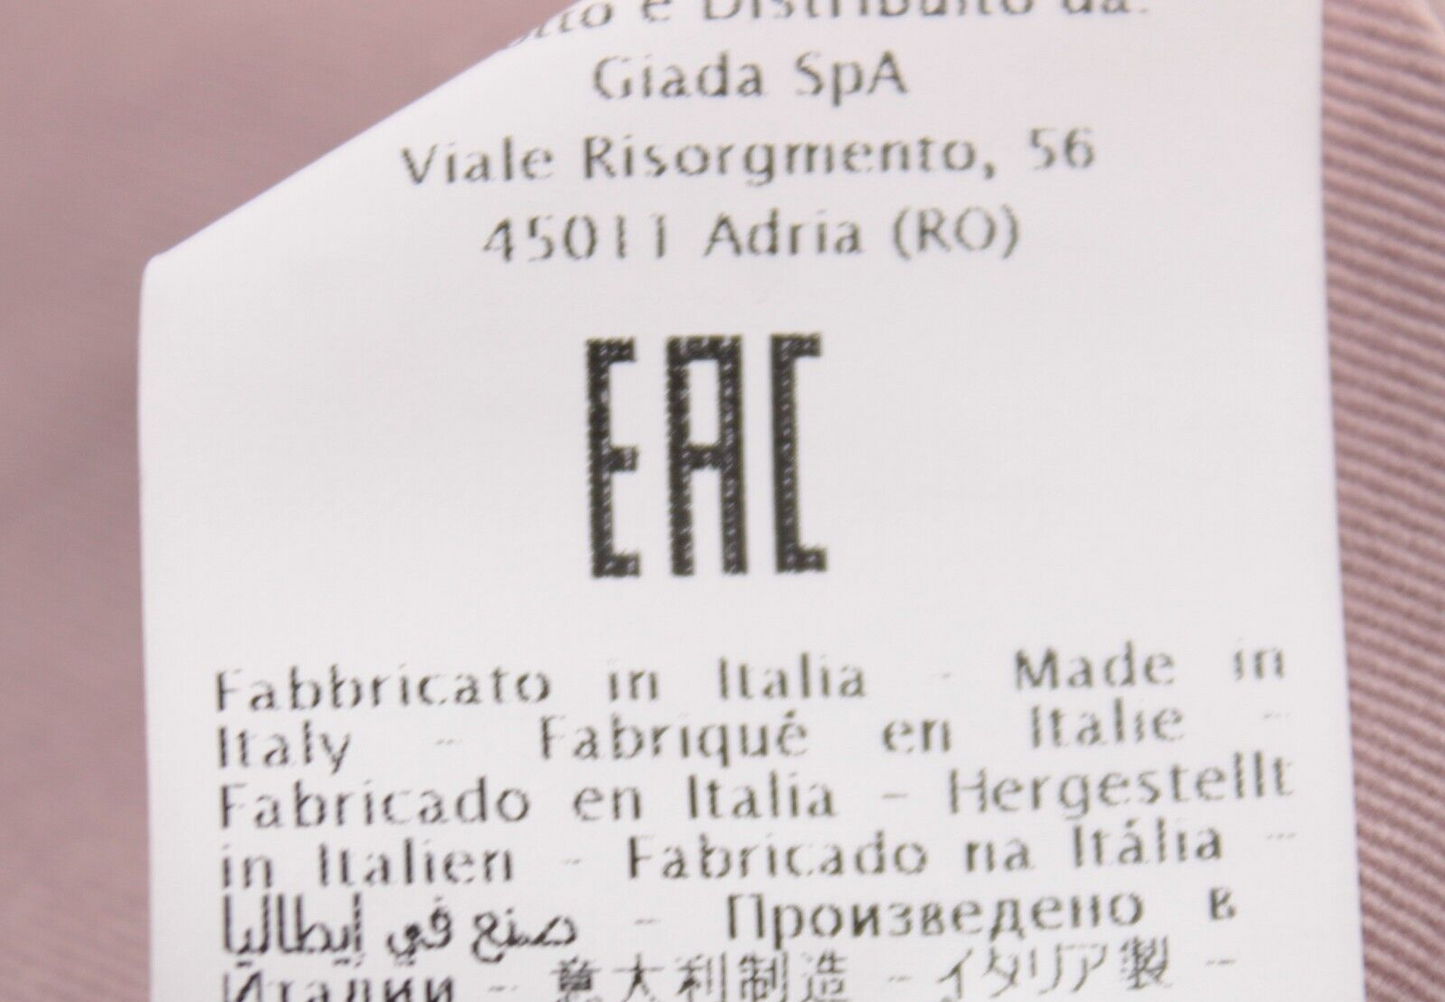 e Distribuito da:
Giada SpA
Viale Risorgmento, 56
45011 Adria (RO)
EAC
Fabbricato in Italia - Made in
Italy - Fabriqué en Italie -
Fabricado en Italia - Hergestellt
in Italien - Fabricado na Itália -
صنع في إيطاليا - Произведено в
Италии - 意大利制造 - イタリア製 -